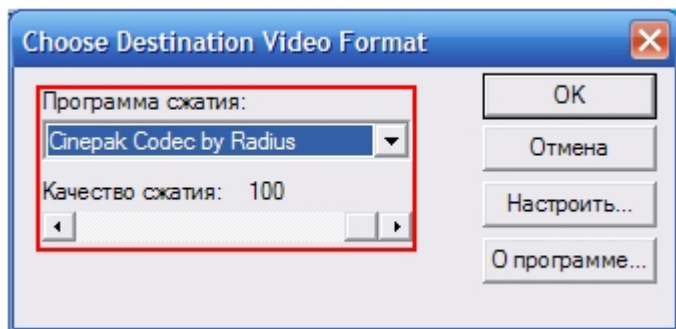 Choose Destination Video Format
Программа сжатия:
Cinepak Codec by Radius
Качество сжатия: 100
OK
Отмена
Настроить...
О программе...